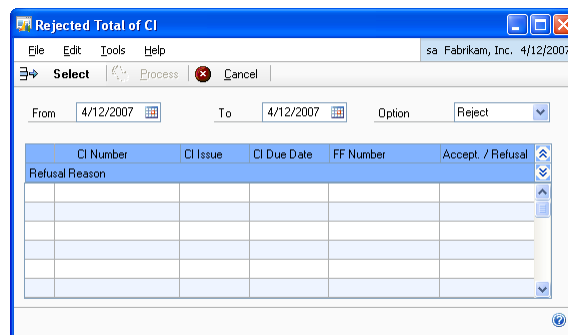 Rejected Total of CI
File Edit Tools Help sa Fabrikam, Inc. 4/12/2007
Select Process Cancel
From 4/12/2007 To 4/12/2007 Option Reject
CI Number CI Issue CI Due Date FF Number Accept. / Refusal
Refusal Reason